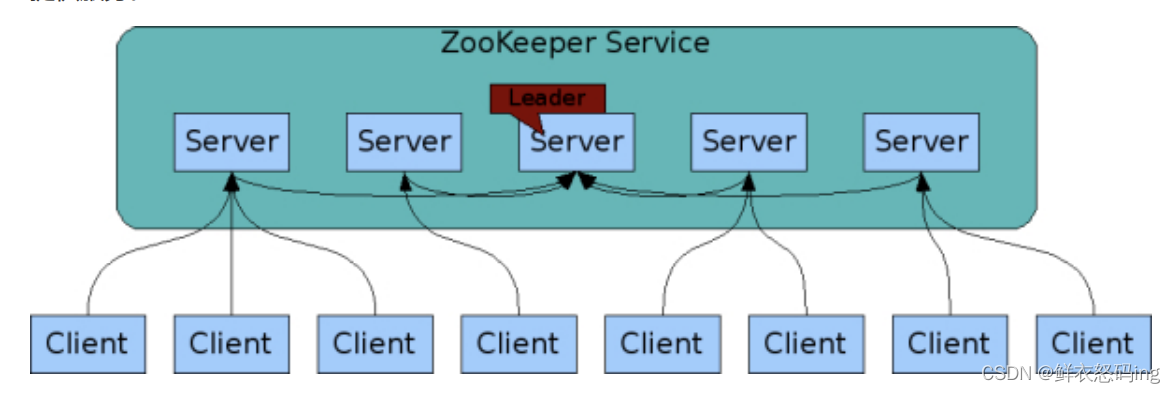 ZooKeeper Service
Leader
Server Server Server Server Server
Client Client Client Client Client Client Client Client
CSDN @鲜衣怒码ing